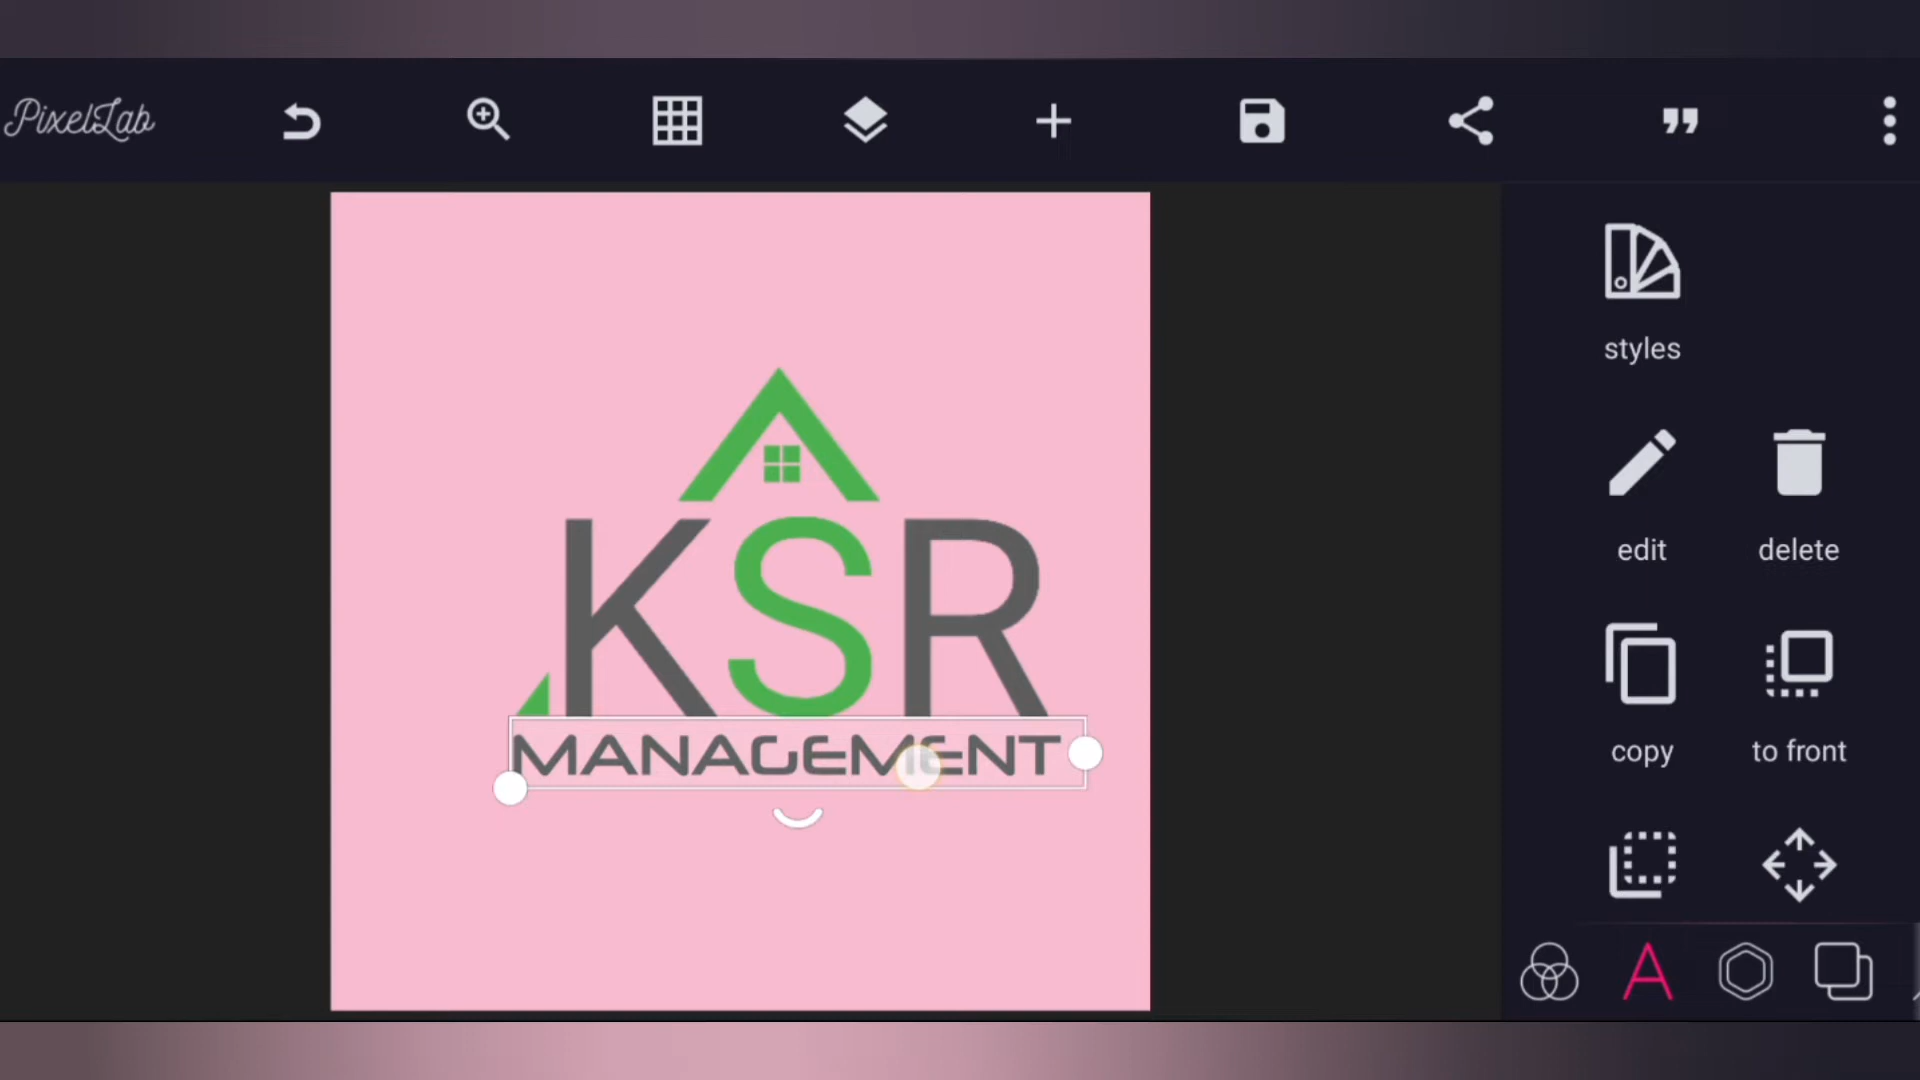 PixelLab
styles
edit
delete
KSR
copy
to front
MANAGEMENT